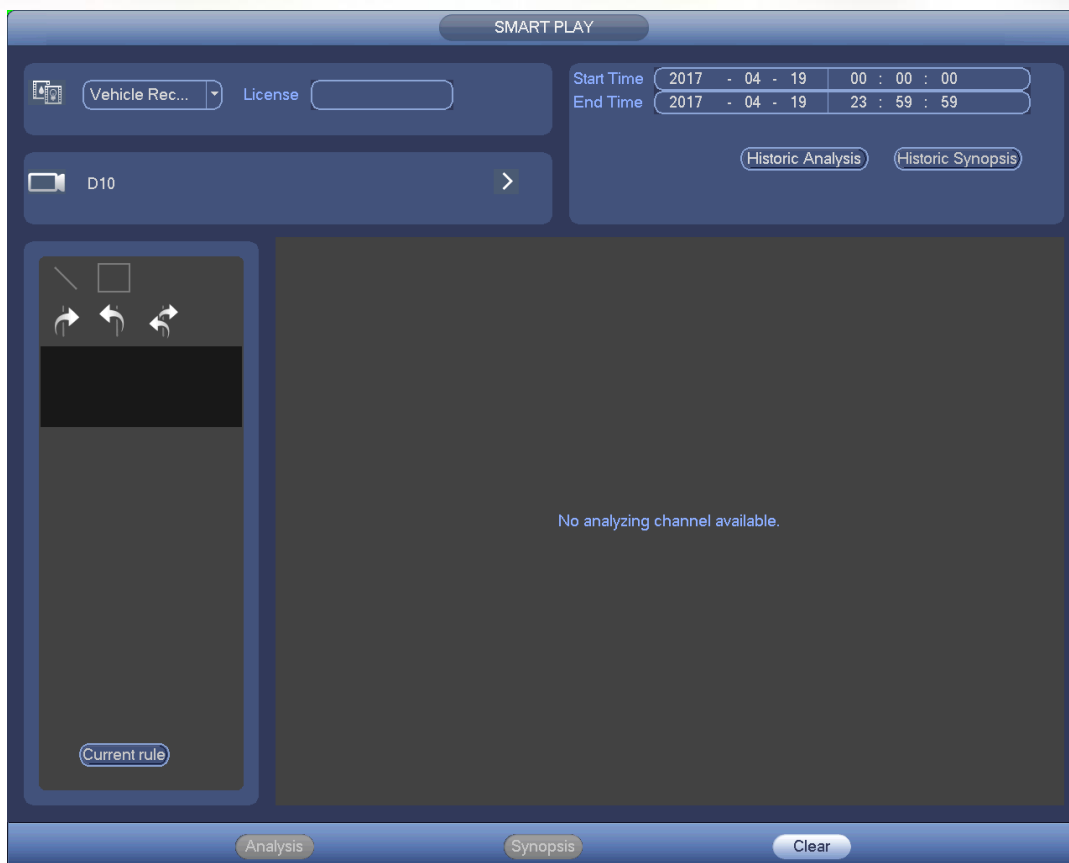 SMART PLAY
Vehicle Rec... License
Start Time 2017 - 04 - 19 00 : 00 : 00
End Time 2017 - 04 - 19 23 : 59 : 59
Historic Analysis Historic Synopsis
D10
No analyzing channel available.
Current rule
Analysis Synopsis Clear